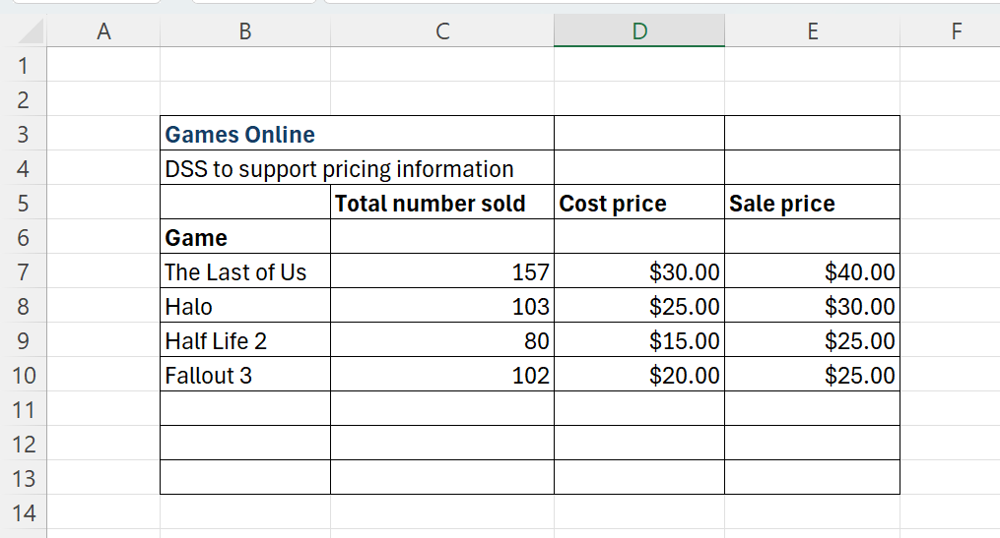 A B C D E F
1
2
3 Games Online
4 DSS to support pricing information
5 Total number sold Cost price Sale price
6 Game
7 The Last of Us 157 $30.00 $40.00
8 Halo 103 $25.00 $30.00
9 Half Life 2 80 $15.00 $25.00
10 Fallout 3 102 $20.00 $25.00
11
12
13
14